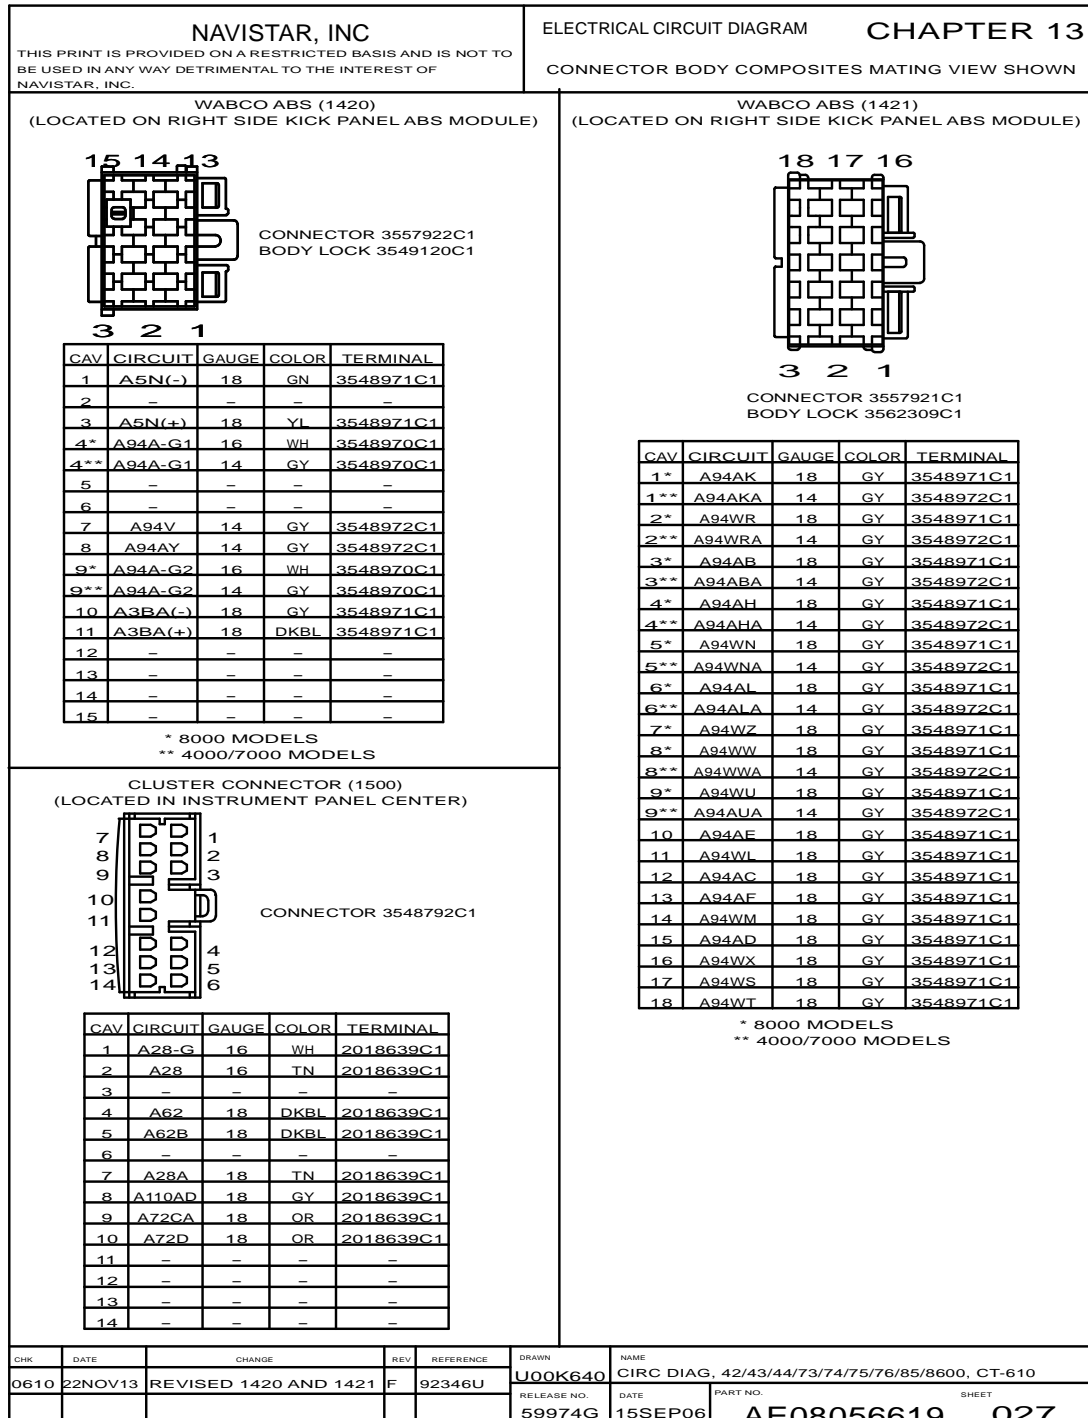 NAVISTAR, INC
THIS PRINT IS PROVIDED ON A RESTRICTED BASIS AND IS NOT TO
BE USED IN ANY WAY DETRIMENTAL TO THE INTEREST OF
NAVISTAR, INC.
ELECTRICAL CIRCUIT DIAGRAM CHAPTER 13
CONNECTOR BODY COMPOSITES MATING VIEW SHOWN
WABCO ABS (1420)
(LOCATED ON RIGHT SIDE KICK PANEL ABS MODULE)
15 14 13
CONNECTOR 3557922C1
BODY LOCK 3549120C1
3 2 1
CAV CIRCUIT GAUGE COLOR TERMINAL
1 A5N(-) 18 GN 3548971C1
2 – – – –
3 A5N(+) 18 YL 3548971C1
4* A94A-G1 16 WH 3548970C1
4** A94A-G1 14 GY 3548970C1
5 – – – –
6 – – – –
7 A94V 14 GY 3548972C1
8 A94AY 14 GY 3548972C1
9* A94A-G2 16 WH 3548970C1
9** A94A-G2 14 GY 3548970C1
10 A3BA(-) 18 GY 3548971C1
11 A3BA(+) 18 DKBL 3548971C1
12 – – – –
13 – – – –
14 – – – –
15 – – – –
* 8000 MODELS
** 4000/7000 MODELS
CLUSTER CONNECTOR (1500)
(LOCATED IN INSTRUMENT PANEL CENTER)
7 1
8 2
9 3
10
11
CONNECTOR 3548792C1
12 4
13 5
14 6
CAV CIRCUIT GAUGE COLOR TERMINAL
1 A28-G 16 WH 2018639C1
2 A28 16 TN 2018639C1
3 – – – –
4 A62 18 DKBL 2018639C1
5 A62B 18 DKBL 2018639C1
6 – – – –
7 A28A 18 TN 2018639C1
8 A110AD 18 GY 2018639C1
9 A72CA 18 OR 2018639C1
10 A72D 18 OR 2018639C1
11 – – – –
12 – – – –
13 – – – –
14 – – – –
WABCO ABS (1421)
(LOCATED ON RIGHT SIDE KICK PANEL ABS MODULE)
18 17 16
3 2 1
CONNECTOR 3557921C1
BODY LOCK 3562309C1
CAV CIRCUIT GAUGE COLOR TERMINAL
1* A94AK 18 GY 3548971C1
1** A94AKA 14 GY 3548972C1
2* A94WR 18 GY 3548971C1
2** A94WRA 14 GY 3548972C1
3* A94AB 18 GY 3548971C1
3** A94ABA 14 GY 3548972C1
4* A94AH 18 GY 3548971C1
4** A94AHA 14 GY 3548972C1
5* A94WN 18 GY 3548971C1
5** A94WNA 14 GY 3548972C1
6* A94AL 18 GY 3548971C1
6** A94ALA 14 GY 3548972C1
7* A94WZ 18 GY 3548971C1
8* A94WW 18 GY 3548971C1
8** A94WWA 14 GY 3548972C1
9* A94WU 18 GY 3548971C1
9** A94AUA 14 GY 3548972C1
10 A94AE 18 GY 3548971C1
11 A94WL 18 GY 3548971C1
12 A94AC 18 GY 3548971C1
13 A94AF 18 GY 3548971C1
14 A94WM 18 GY 3548971C1
15 A94AD 18 GY 3548971C1
16 A94WX 18 GY 3548971C1
17 A94WS 18 GY 3548971C1
18 A94WT 18 GY 3548971C1
* 8000 MODELS
** 4000/7000 MODELS
CHK DATE CHANGE REV REFERENCE
0610 22NOV13 REVISED 1420 AND 1421 F 92346U
DRAWN NAME
U00K640 CIRC DIAG, 42/43/44/73/74/75/76/85/8600, CT-610
RELEASE NO. DATE PART NO. SHEET
59974G 15SEP06 AE08056619 027